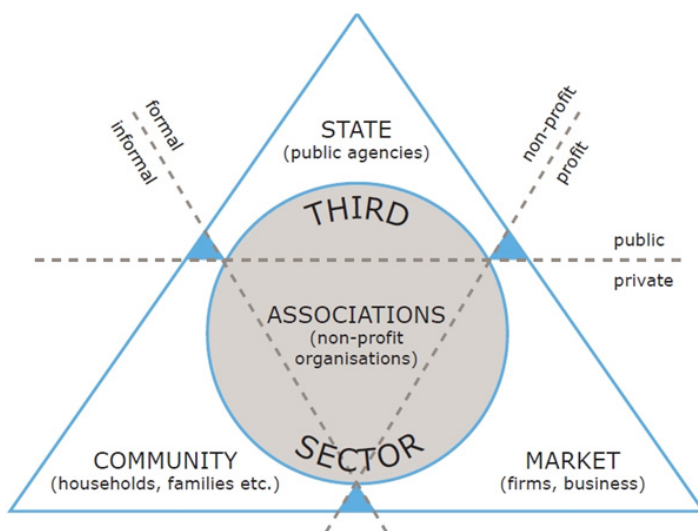 formal
informal
non-profit
profit
STATE
(public agencies)
THIRD
public
private
ASSOCIATIONS
(non-profit
organisations)
SECTOR
COMMUNITY
(households, families etc.)
MARKET
(firms, business)